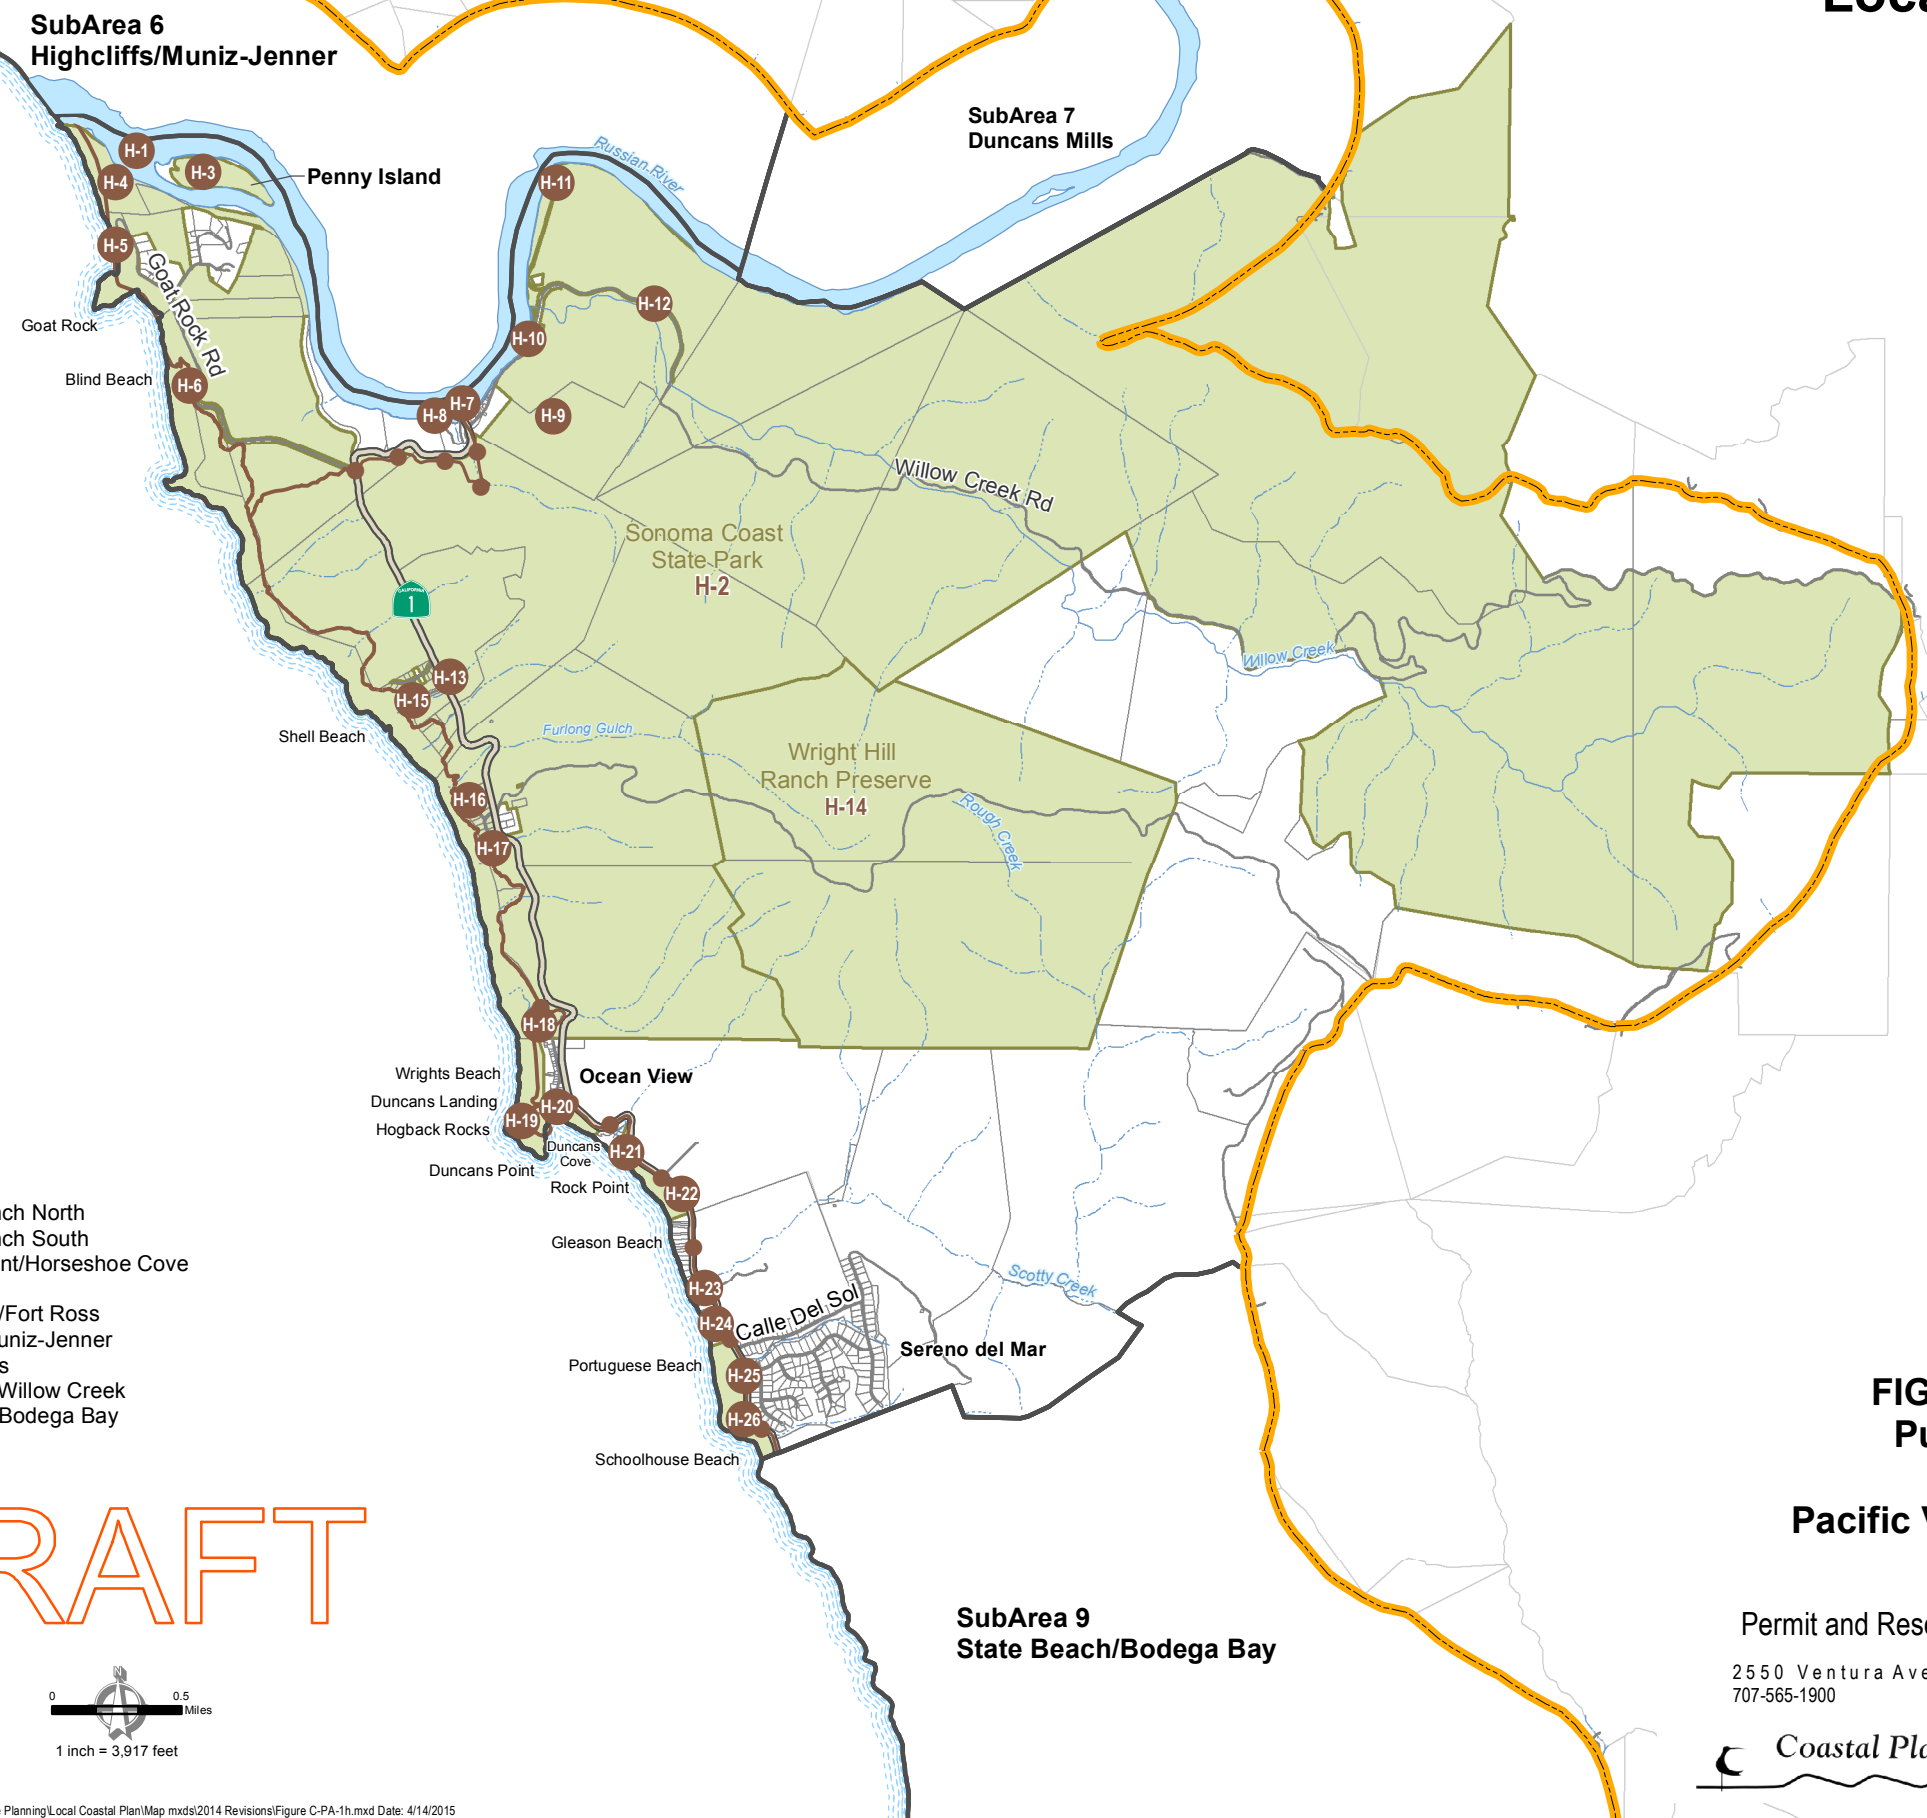 SubArea 6
Highcliffs/Muniz-Jenner
SubArea 7
Duncans Mills
Russian River
H-1
H-3
H-4
Penny Island
H-11
H-5
Goat Rock Rd
H-12
Goat Rock
H-10
Blind Beach
H-6
H-7
H-8
H-9
Willow Creek Rd
Sonoma Coast
State Park
H-2
CALIFORNIA
1
Willow Creek
H-13
H-15
Shell Beach
Furlong Gulch
Wright Hill
Ranch Preserve
H-14
Rough Creek
H-16
H-17
H-18
Wrights Beach
Ocean View
Duncans Landing
H-20
H-19
Hogback Rocks
Duncans
Cove
H-21
Duncans Point
Rock Point
H-22
Gleason Beach
H-23
Scotty Creek
H-24
Calle Del Sol
Sereno del Mar
Portuguese Beach
H-25
H-26
Schoolhouse Beach
ch North
ch South
nt/Horseshoe Cove
/Fort Ross
uniz-Jenner
s
Willow Creek
Bodega Bay
RAFT
SubArea 9
State Beach/Bodega Bay
FIG
Pu
Pacific V
Permit and Res
2550 Ventura Ave
707-565-1900
Coastal Pla
N
0 0.5
Miles
1 inch = 3,917 feet
Planning\Local Coastal Plan\Map mxds\2014 Revisions\Figure C-PA-1h.mxd Date: 4/14/2015